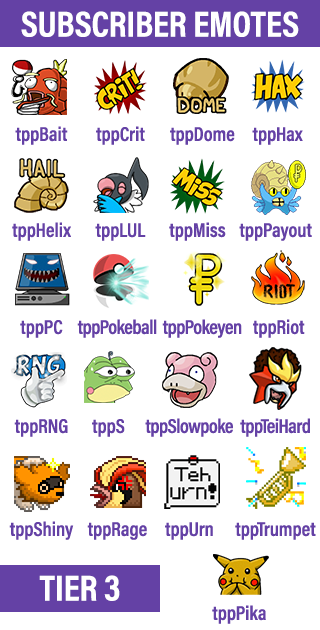 SUBSCRIBER EMOTES
CRIT!
DOME
HAX
tppBait tppCrit tppDome tppHax
HAIL
MISS
tppHelix tppLUL tppMiss tppPayout
RIOT
tppPC tppPokeball tppPokeyen tppRiot
RNG
tppRNG tppS tppSlowpoke tppTeiHard
Teh
urn!
tppShiny tppRage tppUrn tppTrumpet
TIER 3
tppPika